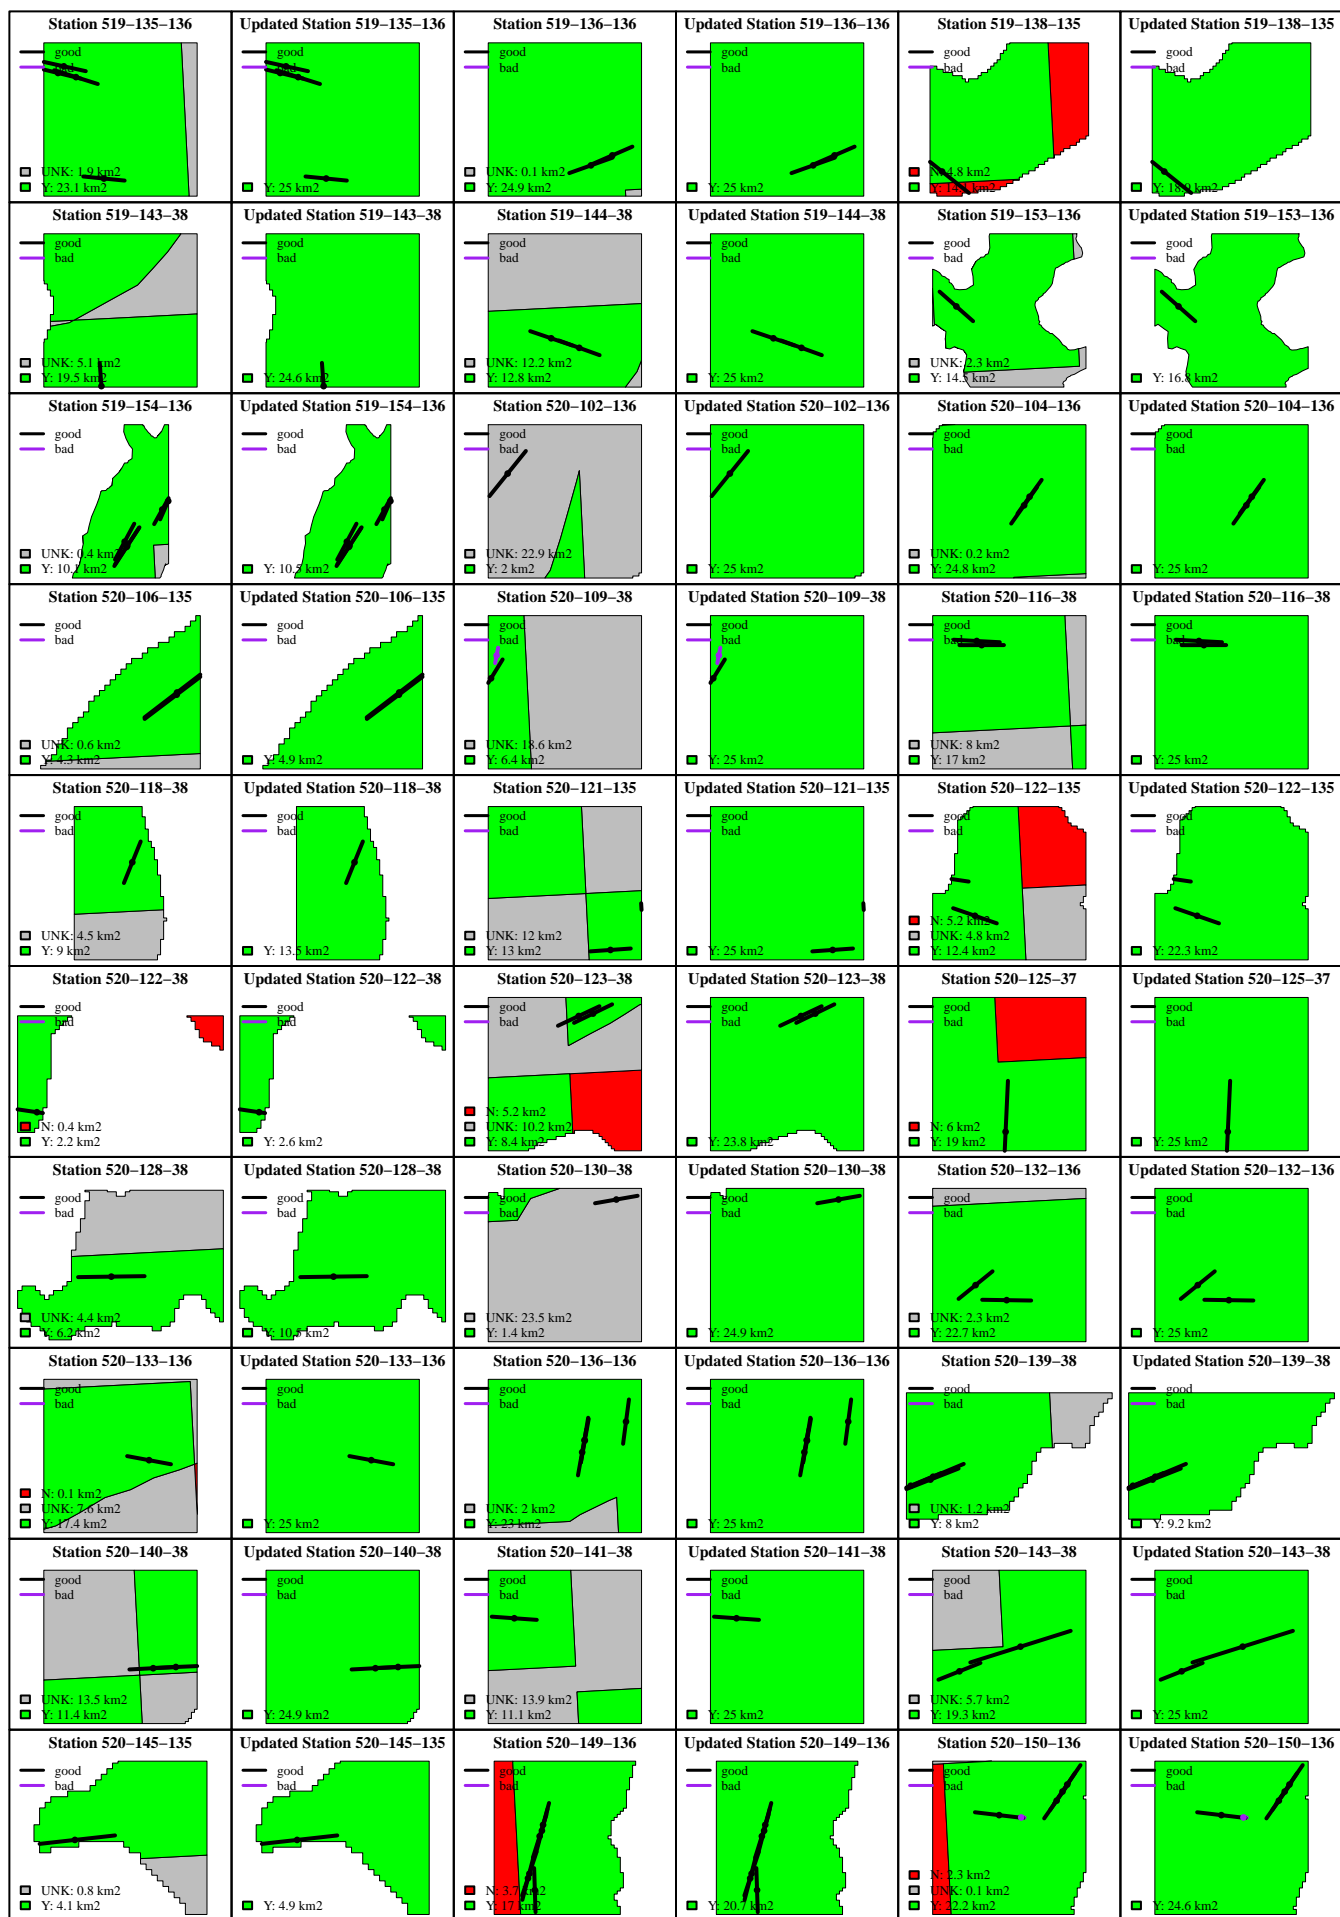 Station 519−135−136
good
bad
UNK: 1.9 km2
Y: 23.1 km2
Updated Station 519−135−136
good
bad
Y: 25 km2
Station 519−136−136
good
bad
UNK: 0.1 km2
Y: 24.9 km2
Updated Station 519−136−136
good
bad
Y: 25 km2
Station 519−138−135
good
bad
N: 4.8 km2
Updated Station 519−138−135
good
bad
Station 519−143−38
good
bad
UNK: 5.1 km2
Y: 19.5 km2
Updated Station 519−143−38
good
bad
Y: 24.6 km2
Station 519−144−38
good
bad
UNK: 12.2 km2
Y: 12.8 km2
Updated Station 519−144−38
good
bad
Y: 25 km2
Station 519−153−136
good
bad
UNK: 2.3 km2
Y: 14.5 km2
Updated Station 519−153−136
good
bad
Y: 16.8 km2
Station 519−154−136
good
bad
UNK: 0.4 km2
Y: 10.1 km2
Updated Station 519−154−136
good
bad
Y: 10.5 km2
Station 520−102−136
good
bad
UNK: 22.9 km2
Y: 2 km2
Updated Station 520−102−136
good
bad
Y: 25 km2
Station 520−104−136
good
bad
UNK: 0.2 km2
Y: 24.8 km2
Updated Station 520−104−136
good
bad
Y: 25 km2
Station 520−106−135
good
bad
UNK: 0.6 km2
Y: 4.3 km2
Updated Station 520−106−135
good
bad
Y: 4.9 km2
Station 520−109−38
good
bad
UNK: 18.6 km2
Y: 6.4 km2
Updated Station 520−109−38
good
bad
Y: 25 km2
Station 520−116−38
good
bad
UNK: 8 km2
Y: 17 km2
Updated Station 520−116−38
good
bad
Y: 25 km2
Station 520−118−38
good
bad
UNK: 4.5 km2
Y: 9 km2
Updated Station 520−118−38
good
bad
Y: 13.5 km2
Station 520−121−135
good
bad
UNK: 12 km2
Y: 13 km2
Updated Station 520−121−135
good
bad
Y: 25 km2
Station 520−122−135
good
bad
N: 5.2 km2
UNK: 4.8 km2
Y: 12.4 km2
Updated Station 520−122−135
good
bad
Y: 22.3 km2
Station 520−122−38
good
bad
N: 0.4 km2
Y: 2.2 km2
Updated Station 520−122−38
good
bad
Y: 2.6 km2
Station 520−123−38
good
bad
N: 5.2 km2
UNK: 10.2 km2
Y: 8.4 km2
Updated Station 520−123−38
good
bad
Y: 23.8 km2
Station 520−125−37
good
bad
N: 6 km2
Y: 19 km2
Updated Station 520−125−37
good
bad
Y: 25 km2
Station 520−128−38
good
bad
UNK: 4.4 km2
Y: 6.2 km2
Updated Station 520−128−38
good
bad
Y: 10.5 km2
Station 520−130−38
good
bad
UNK: 23.5 km2
Y: 1.4 km2
Updated Station 520−130−38
good
bad
Y: 24.9 km2
Station 520−132−136
good
bad
UNK: 2.3 km2
Y: 22.7 km2
Updated Station 520−132−136
good
bad
Y: 25 km2
Station 520−133−136
good
bad
N: 0.1 km2
UNK: 7.6 km2
Y: 17.4 km2
Updated Station 520−133−136
good
bad
Y: 25 km2
Station 520−136−136
good
bad
UNK: 2 km2
Y: 23 km2
Updated Station 520−136−136
good
bad
Y: 25 km2
Station 520−139−38
good
bad
UNK: 1.2 km2
Y: 8 km2
Updated Station 520−139−38
good
bad
Y: 9.2 km2
Station 520−140−38
good
bad
UNK: 13.5 km2
Y: 11.4 km2
Updated Station 520−140−38
good
bad
Y: 24.9 km2
Station 520−141−38
good
bad
UNK: 13.9 km2
Y: 11.1 km2
Updated Station 520−141−38
good
bad
Y: 25 km2
Station 520−143−38
good
bad
UNK: 5.7 km2
Y: 19.3 km2
Updated Station 520−143−38
good
bad
Y: 25 km2
Station 520−145−135
good
bad
UNK: 0.8 km2
Y: 4.1 km2
Updated Station 520−145−135
good
bad
Y: 4.9 km2
Station 520−149−136
good
bad
N: 3.7 km2
Y: 17 km2
Updated Station 520−149−136
good
bad
Y: 20.7 km2
Station 520−150−136
good
bad
N: 2.3 km2
UNK: 0.1 km2
Y: 22.2 km2
Updated Station 520−150−136
good
bad
Y: 24.6 km2